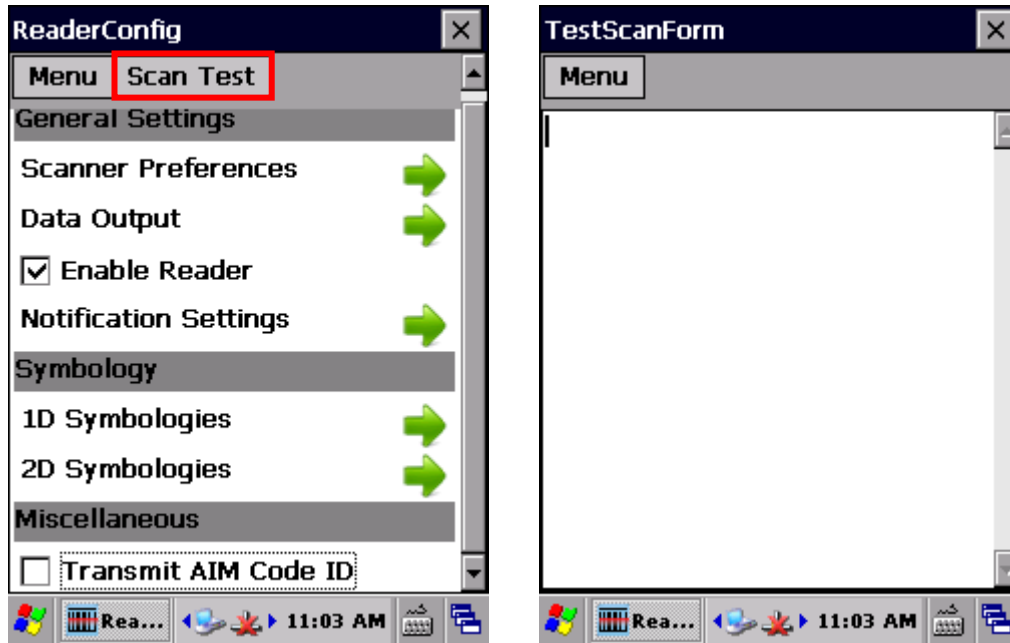 ReaderConfig
Menu Scan Test
General Settings
Scanner Preferences
Data Output
Enable Reader
Notification Settings
Symbology
1D Symbologies
2D Symbologies
Miscellaneous
Transmit AIM Code ID
Rea... 11:03 AM
TestScanForm
Menu
Rea... 11:03 AM